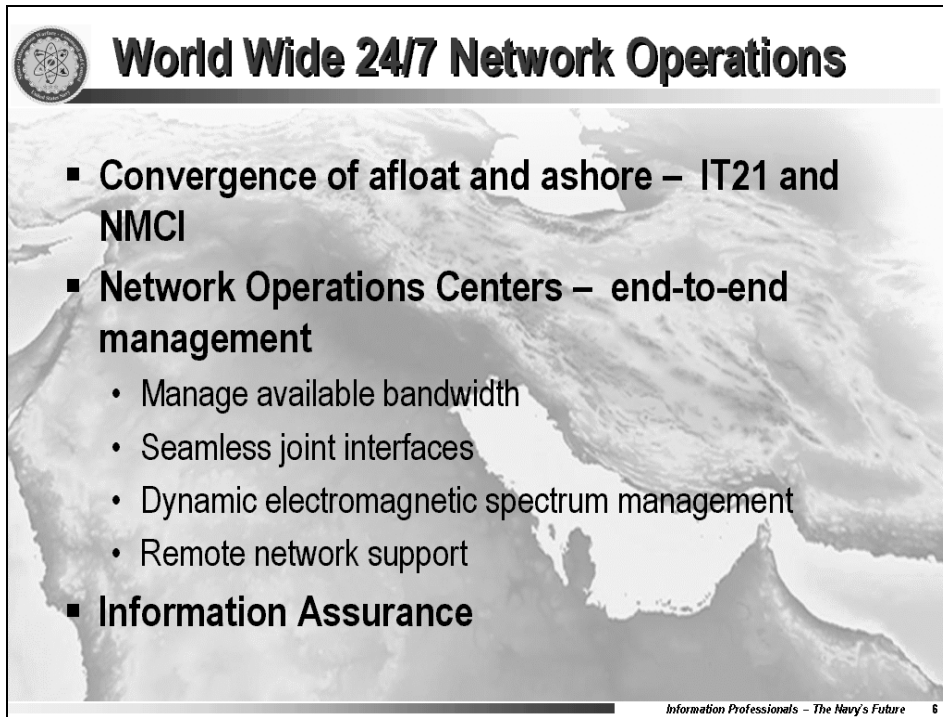 World Wide 24/7 Network Operations
▪ Convergence of afloat and ashore – IT21 and
NMCI
▪ Network Operations Centers – end-to-end
management
• Manage available bandwidth
• Seamless joint interfaces
• Dynamic electromagnetic spectrum management
• Remote network support
▪ Information Assurance
Information Professionals – The Navy's Future 6